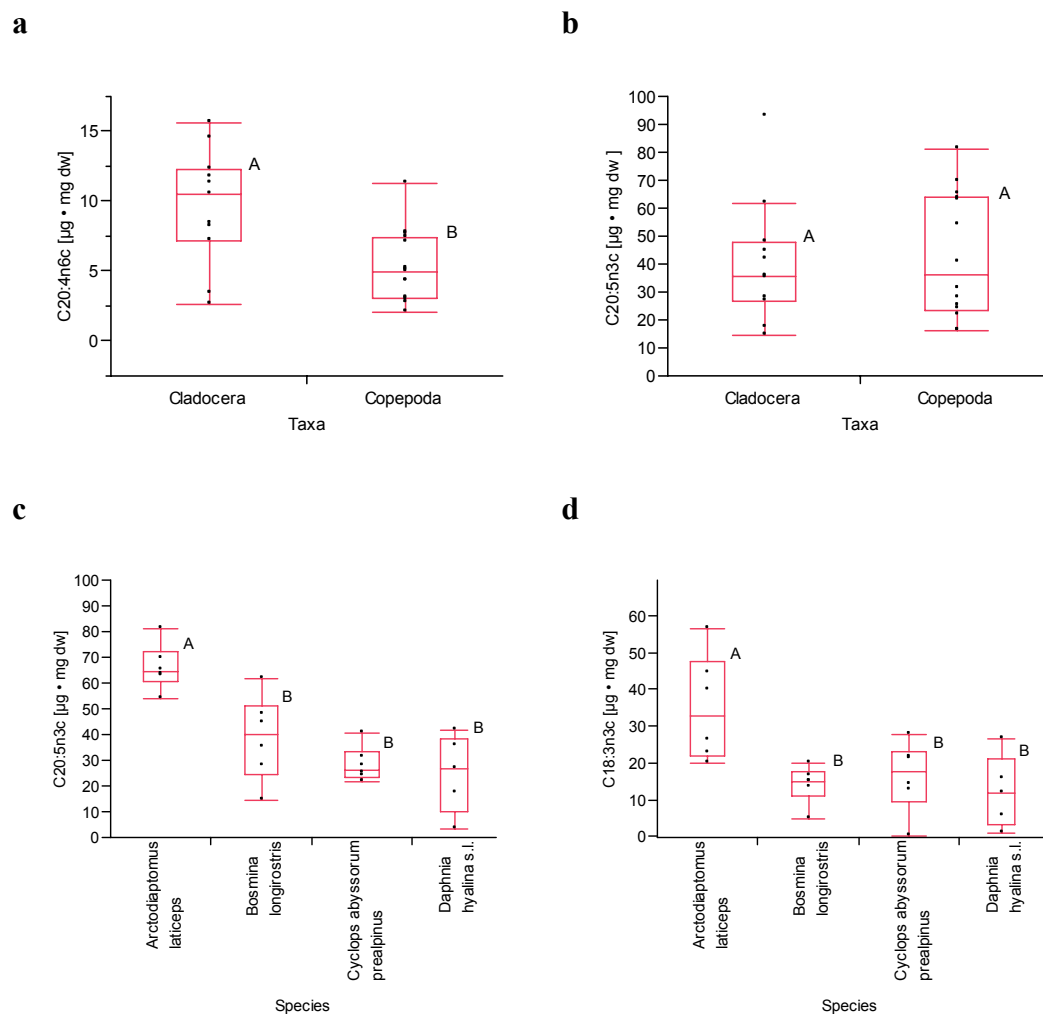 a
C20:4n6c [µg • mg dw]
15
10
5
0
A
B
Cladocera
Copepoda
Taxa
b
C20:5n3c [µg • mg dw ]
100
90
80
70
60
50
40
30
20
10
0
A
A
Cladocera
Copepoda
Taxa
c
C20:5n3c [µg • mg dw]
100
90
80
70
60
50
40
30
20
10
0
A
B
B
B
Arctodiaptomus
laticeps
Bosmina
longirostris
Cyclops abyssorum
prealpinus
Daphnia
hyalina s.l.
Species
d
C18:3n3c [µg • mg dw]
60
50
40
30
20
10
0
A
B
B
B
Arctodiaptomus
laticeps
Bosmina
longirostris
Cyclops abyssorum
prealpinus
Daphnia
hyalina s.l.
Species